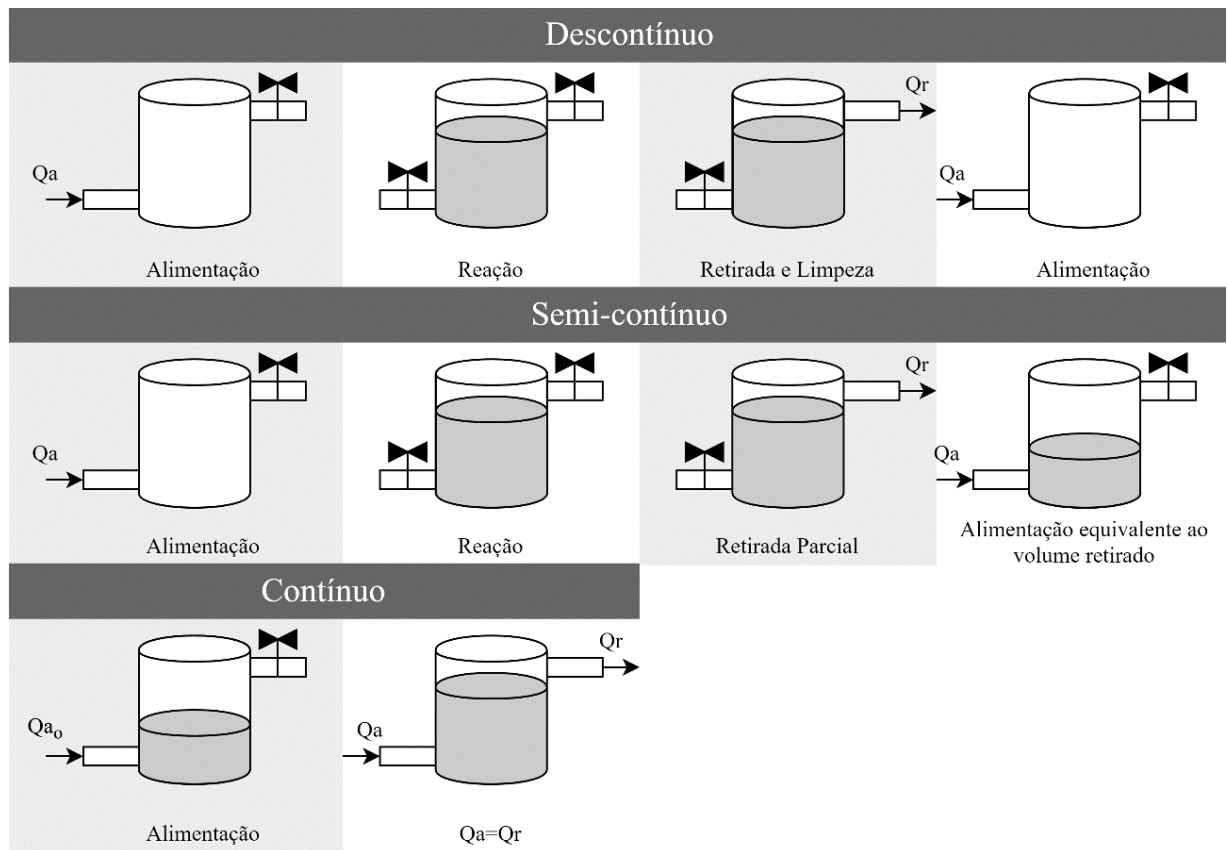 Descontínuo
Qa
Alimentação
Reação
Qr
Retirada e Limpeza
Qa
Alimentação
Semi-contínuo
Qa
Alimentação
Reação
Qr
Retirada Parcial
Qa
Alimentação equivalente ao
volume retirado
Contínuo
Qao
Alimentação
Qa
Qr
Qa=Qr